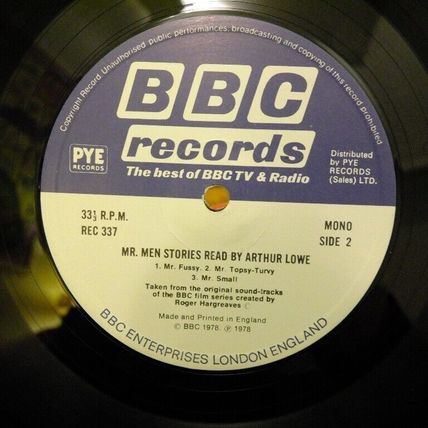 Copyright Record. Unauthorised public performances, broadcasting and copying of this record prohibited
BBC
records
The best of BBC TV & Radio
PYE
RECORDS
Distributed
by PYE
RECORDS
(Sales) LTD.
33⅓ R.P.M.
REC 337
MONO
SIDE 2
MR. MEN STORIES READ BY ARTHUR LOWE
1. Mr. Fussy. 2. Mr. Topsy-Turvy
3. Mr. Small
Taken from the original sound-tracks
of the BBC film series created by
Roger Hargreaves ©
Made and Printed in England
© BBC 1978. ℗ 1978
BBC ENTERPRISES LONDON ENGLAND